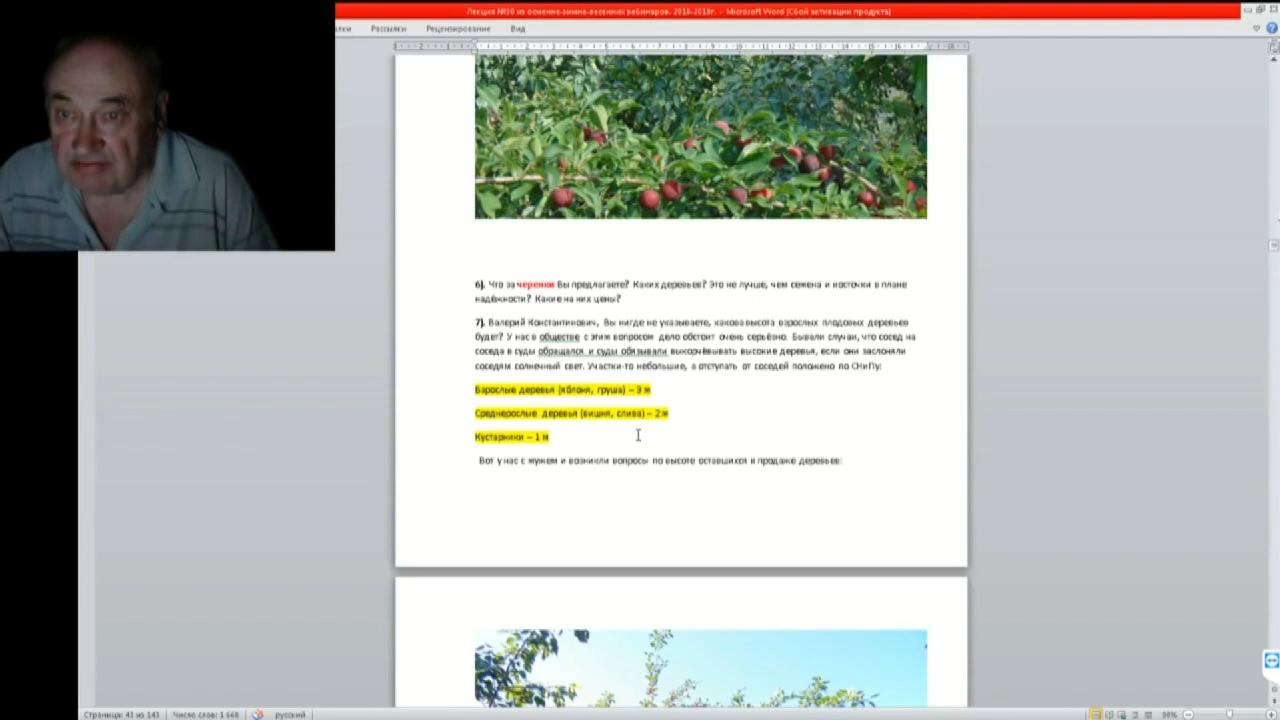 Лекция №30 из осенне-зимне-весенних вебинаров. 2018-2019г. - Microsoft Word (Сбой активации продукта)
Рассылки Рецензирование Вид
6). Что за черенки Вы предлагаете? Каких деревьев? Это не лучше, чем семена и косточки в плане
надёжности? Какие на них цены?
7). Валерий Константинович, Вы нигде не указываете, какова высота взрослых плодовых деревьев
будет? У нас в обществе с этим вопросом дело обстоит очень серьёзно. Бывали случаи, что сосед на
соседа в суды обращался и суды обязывали выкорчёвывать высокие деревья, если они заслоняли
соседям солнечный свет. Участки-то небольшие, а отступать от соседей положено по СНиПу:
Взрослые деревья (яблоня, груша) – 3 м
Среднерослые деревья (вишня, слива) – 2 м
Кустарники – 1 м
Вот у нас с мужем и возникли вопросы по высоте оставшихся к продаже деревьев:
Страница: 43 из 143 Число слов: 1 668 русский 98%